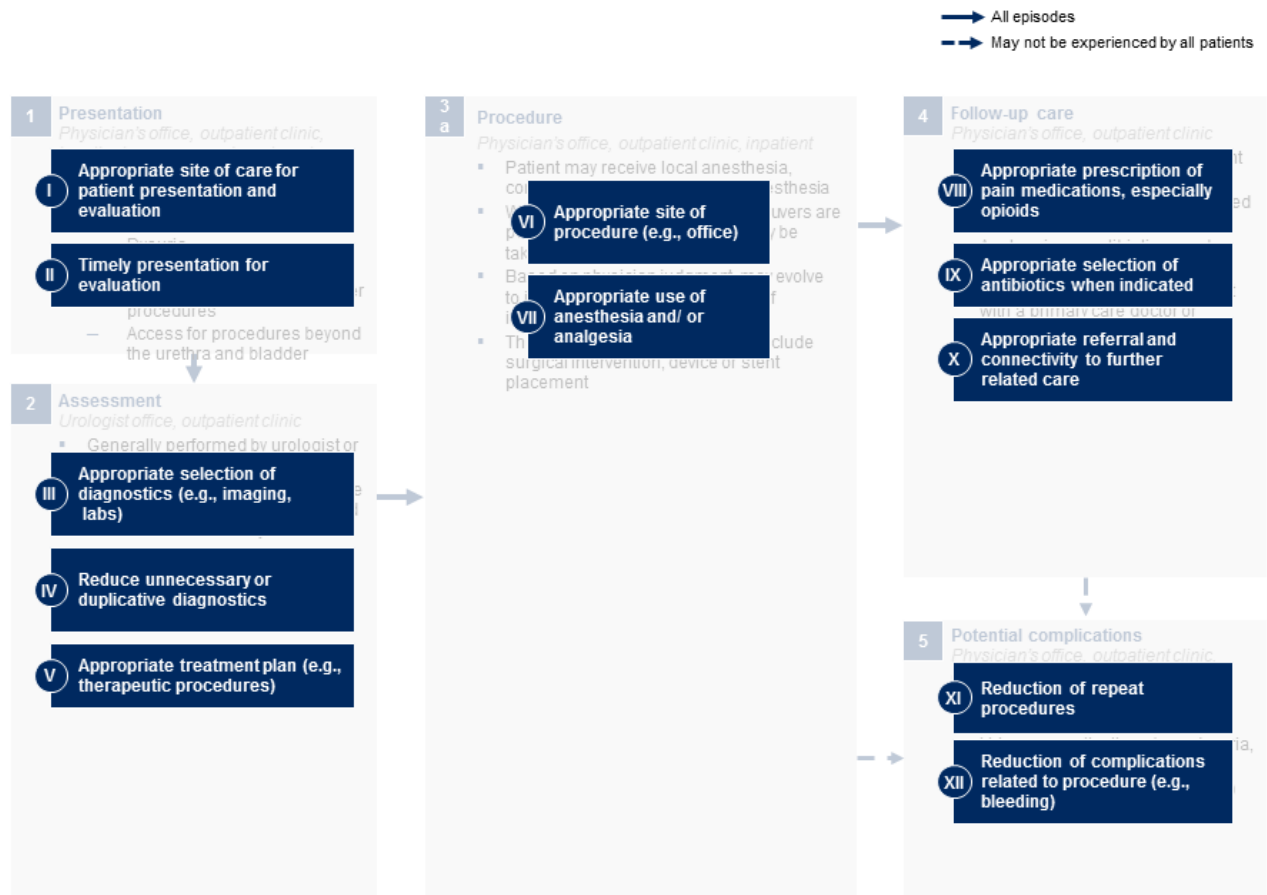 All episodes
May not be experienced by all patients
1
Presentation
Physician's office, outpatient clinic,
I
Appropriate site of care for
patient presentation and
evaluation
II
Timely presentation for
evaluation
procedures
– Access for procedures beyond
the urethra and bladder
2
Assessment
Urologist office, outpatient clinic
▪ Generally performed by urologist or
III
Appropriate selection of
diagnostics (e.g., imaging,
labs)
IV
Reduce unnecessary or
duplicative diagnostics
V
Appropriate treatment plan (e.g.,
therapeutic procedures)
3
a
Procedure
Physician's office, outpatient clinic, inpatient
▪ Patient may receive local anesthesia,
VI
Appropriate site of
procedure (e.g., office)
VII
Appropriate use of
anesthesia and/ or
analgesia
surgical intervention, device or stent
placement
4
Follow-up care
Physician's office, outpatient clinic
VIII
Appropriate prescription of
pain medications, especially
opioids
IX
Appropriate selection of
antibiotics when indicated
with a primary care doctor or
X
Appropriate referral and
connectivity to further
related care
5
Potential complications
Physician's office, outpatient clinic,
XI
Reduction of repeat
procedures
XII
Reduction of complications
related to procedure (e.g.,
bleeding)